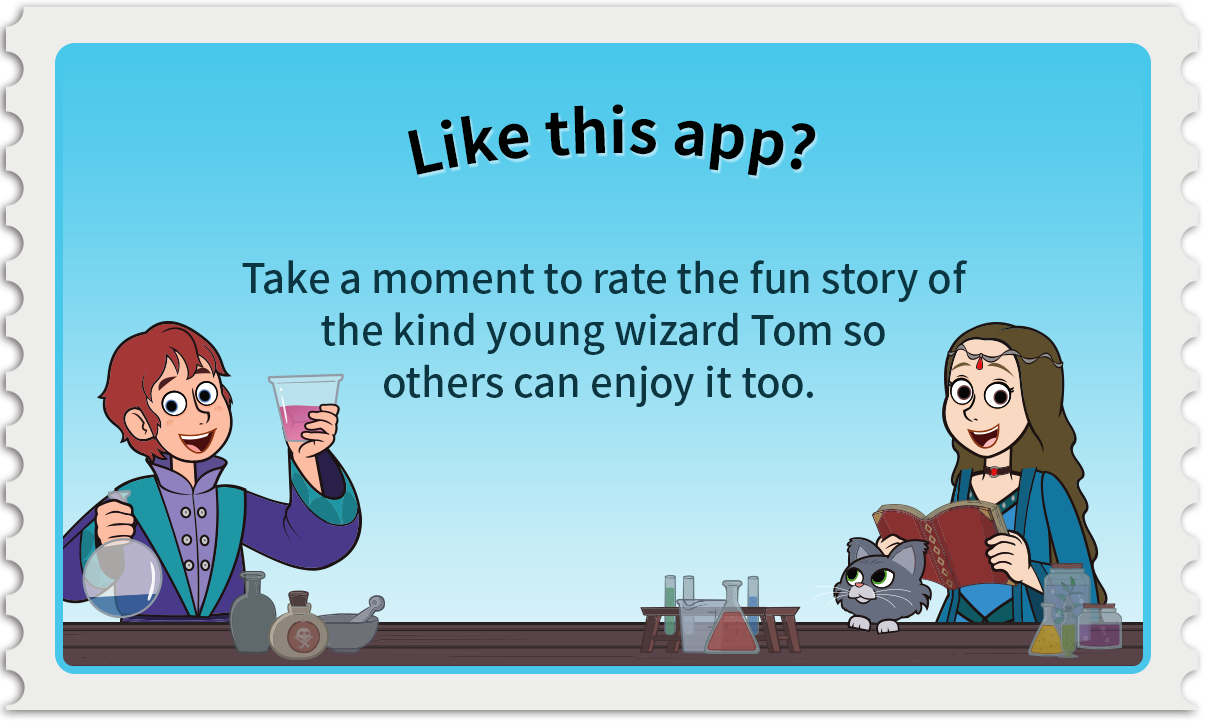 Like this app?
Take a moment to rate the fun story of
the kind young wizard Tom so
others can enjoy it too.